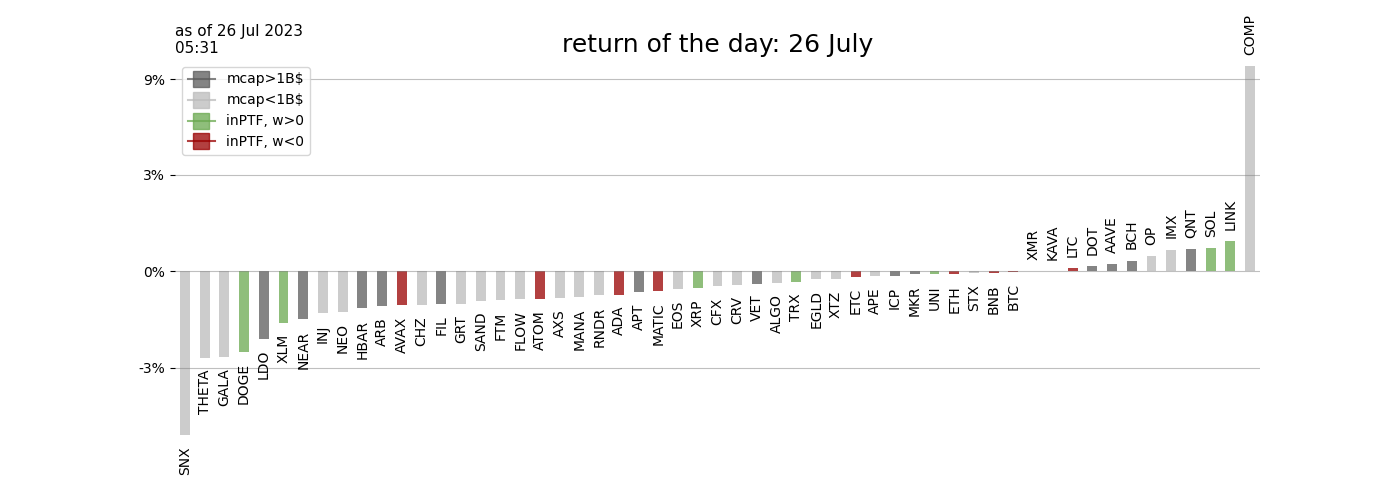 as of 26 Jul 2023
05:31
return of the day: 26 July
mcap>1B$
mcap<1B$
inPTF, w>0
inPTF, w<0
9%
3%
0%
-3%
SNX
THETA
GALA
DOGE
LDO
XLM
NEAR
INJ
NEO
HBAR
ARB
AVAX
CHZ
FIL
GRT
SAND
FTM
FLOW
ATOM
AXS
MANA
RNDR
ADA
APT
MATIC
EOS
XRP
CFX
CRV
VET
ALGO
TRX
EGLD
XTZ
ETC
APE
ICP
MKR
UNI
ETH
STX
BNB
BTC
XMR
KAVA
LTC
DOT
AAVE
BCH
OP
IMX
QNT
SOL
LINK
COMP